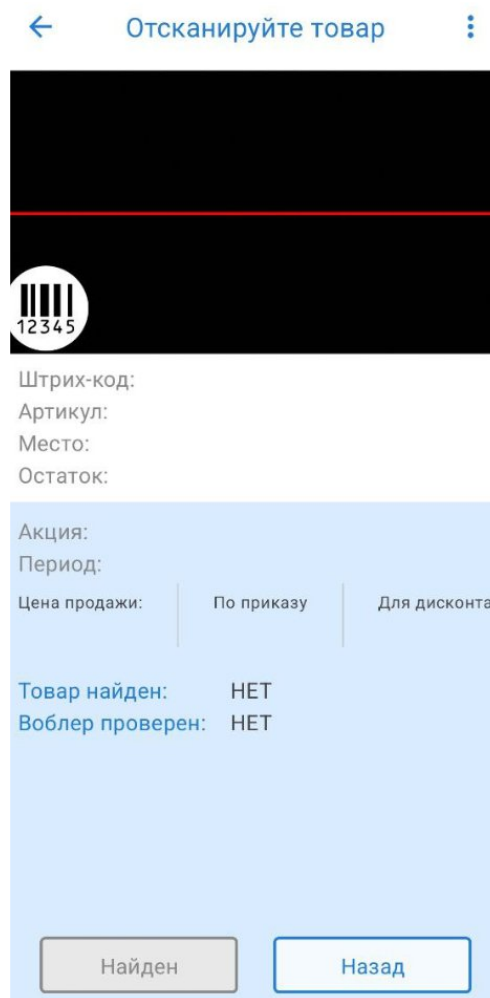 Отсканируйте товар
12345
Штрих-код:
Артикул:
Место:
Остаток:
Акция:
Период:
Цена продажи: По приказу Для дисконта
Товар найден: НЕТ
Воблер проверен: НЕТ
Найден Назад